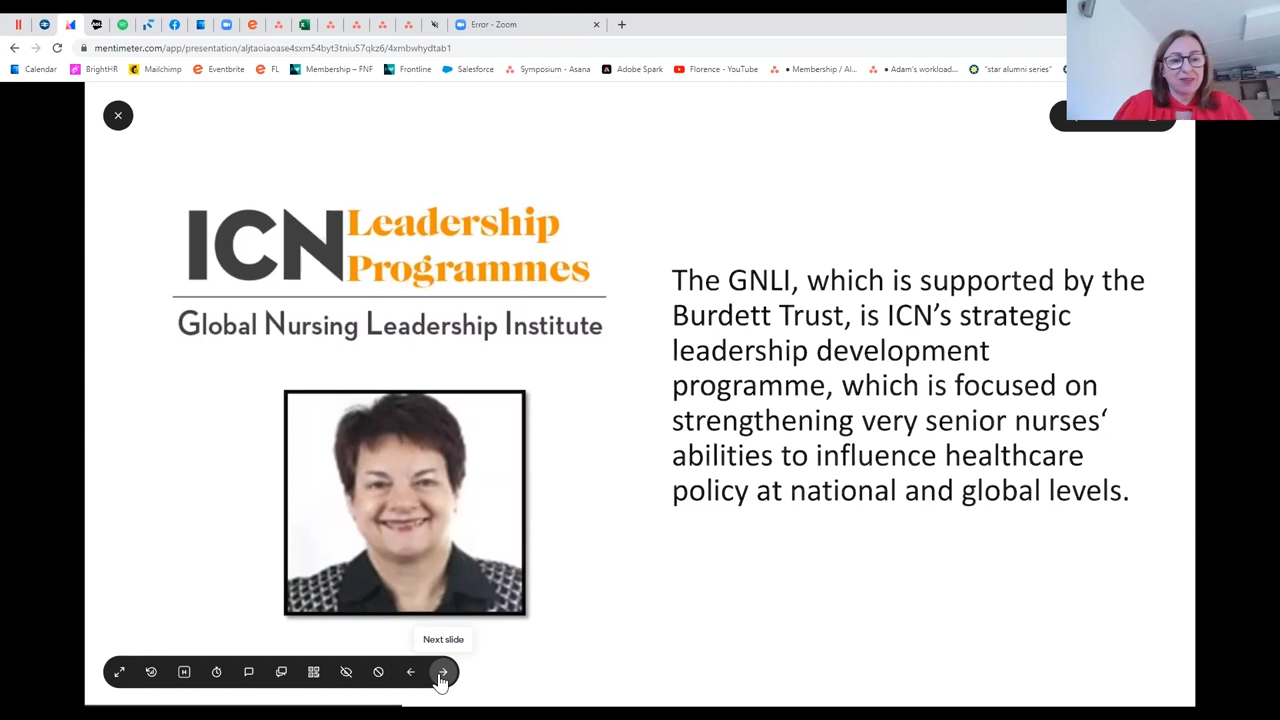 Error - Zoom
mentimeter.com/app/presentation/aljtaoiaoase4sxm54byt3tniu57qkz6/4xmbwhydtab1
Calendar
BrightHR
Mailchimp
Eventbrite
FL
Membership – FNF
Frontline
Salesforce
Symposium - Asana
Adobe Spark
Florence - YouTube
• Membership / Al...
• Adam's workload...
"star alumni series"
ICN Leadership
Programmes
Global Nursing Leadership Institute
The GNLI, which is supported by the
Burdett Trust, is ICN’s strategic
leadership development
programme, which is focused on
strengthening very senior nurses‘
abilities to influence healthcare
policy at national and global levels.
Next slide
H